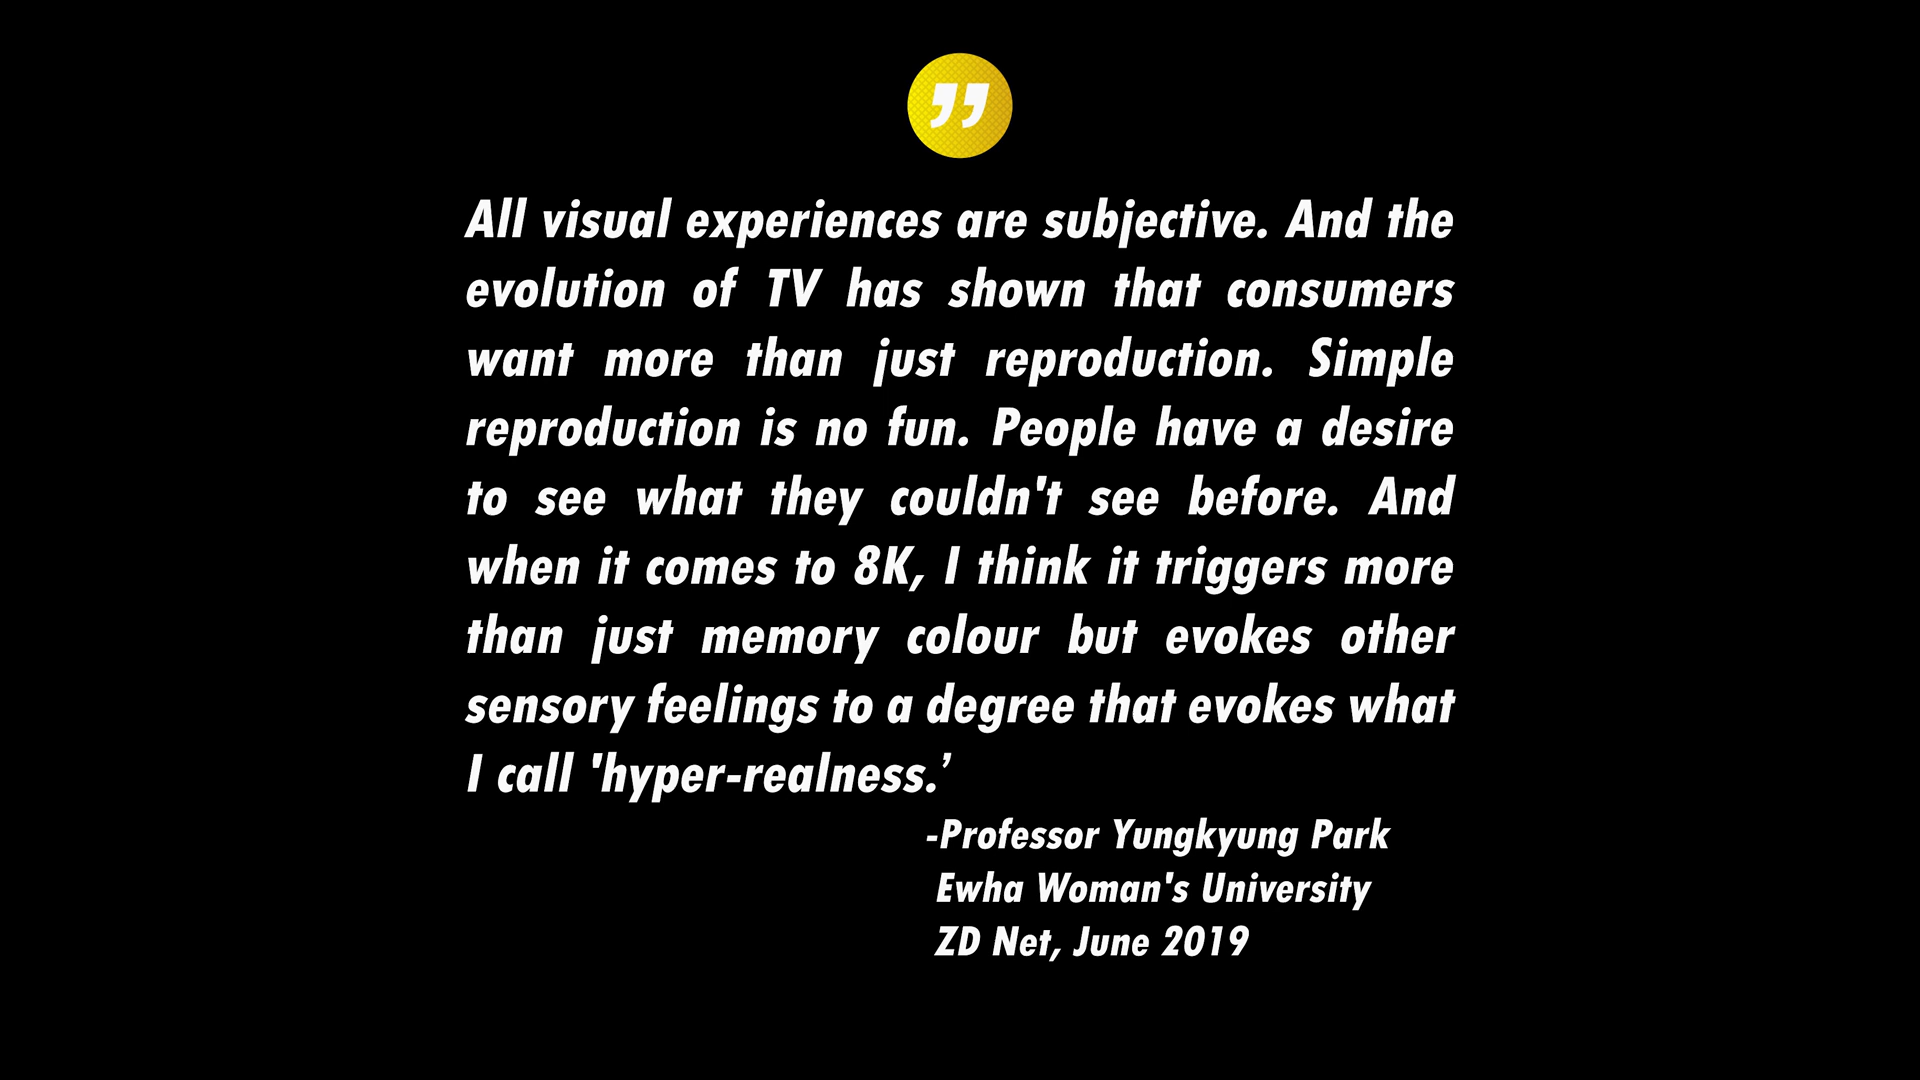 ”
All visual experiences are subjective. And the
evolution of TV has shown that consumers
want more than just reproduction. Simple
reproduction is no fun. People have a desire
to see what they couldn't see before. And
when it comes to 8K, I think it triggers more
than just memory colour but evokes other
sensory feelings to a degree that evokes what
I call 'hyper-realness.’
-Professor Yungkyung Park
Ewha Woman's University
ZD Net, June 2019